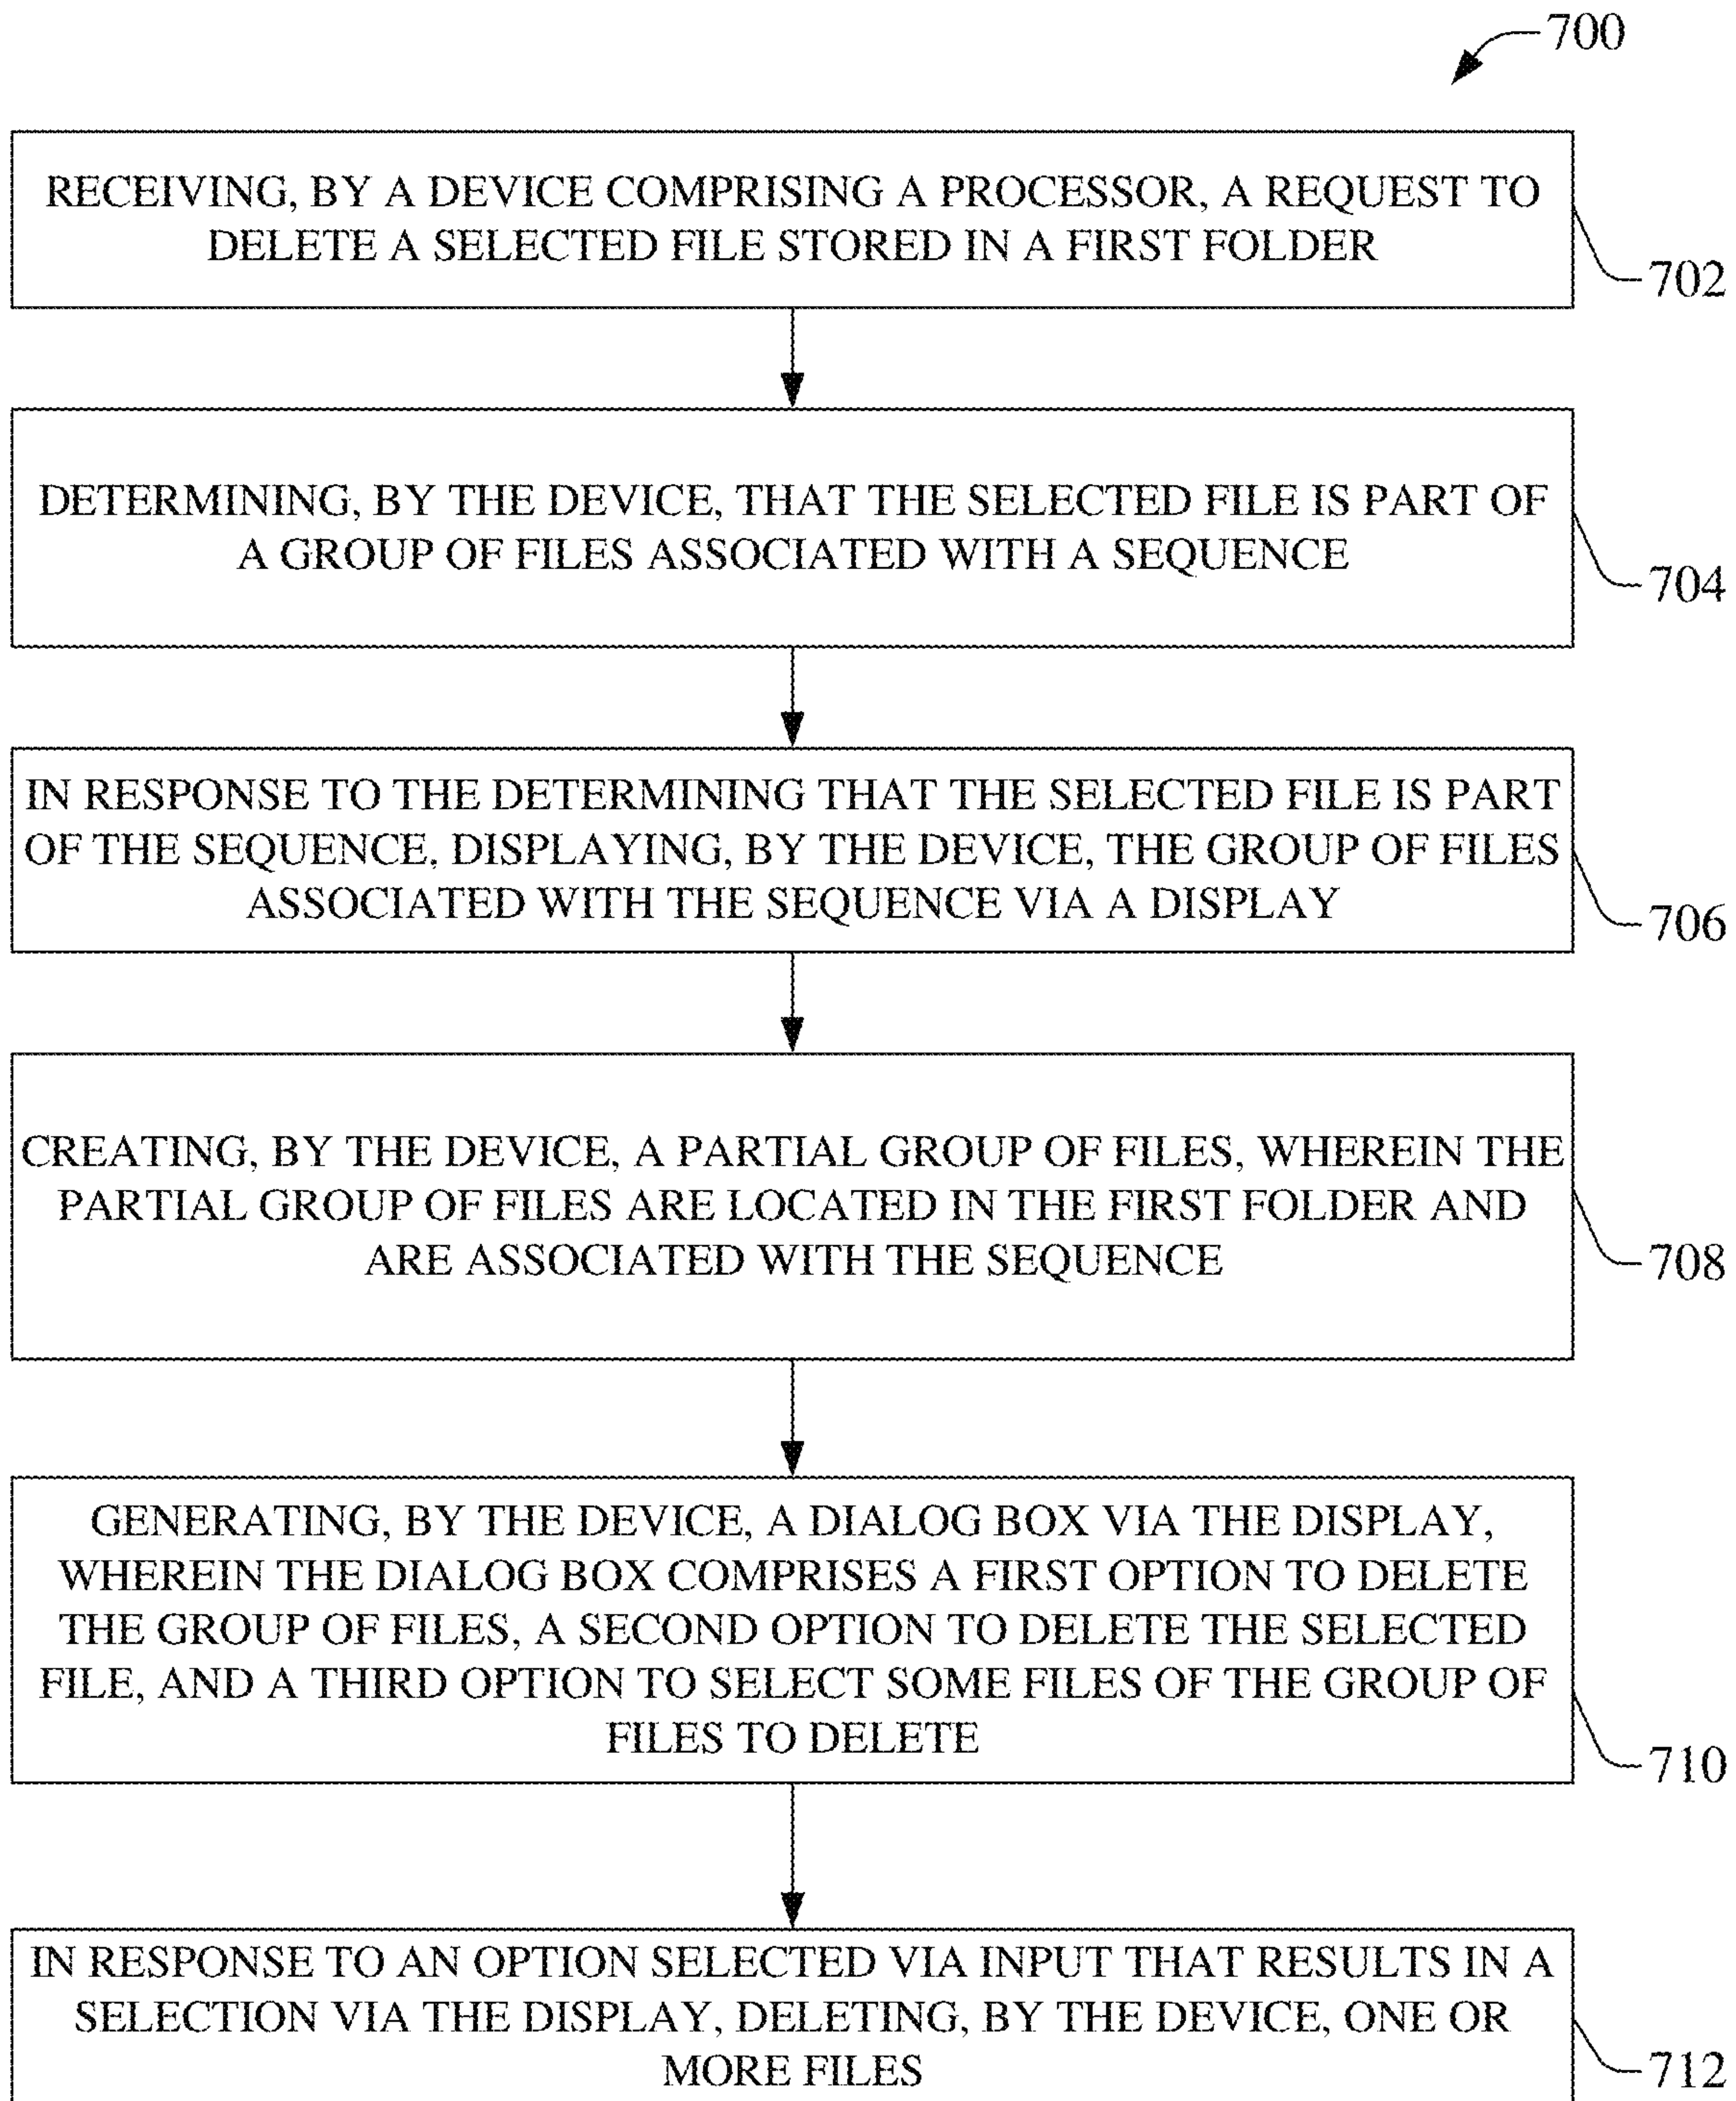 700
RECEIVING, BY A DEVICE COMPRISING A PROCESSOR, A REQUEST TO
DELETE A SELECTED FILE STORED IN A FIRST FOLDER
702
DETERMINING, BY THE DEVICE, THAT THE SELECTED FILE IS PART OF
A GROUP OF FILES ASSOCIATED WITH A SEQUENCE
704
IN RESPONSE TO THE DETERMINING THAT THE SELECTED FILE IS PART
OF THE SEQUENCE, DISPLAYING, BY THE DEVICE, THE GROUP OF FILES
ASSOCIATED WITH THE SEQUENCE VIA A DISPLAY
706
CREATING, BY THE DEVICE, A PARTIAL GROUP OF FILES, WHEREIN THE
PARTIAL GROUP OF FILES ARE LOCATED IN THE FIRST FOLDER AND
ARE ASSOCIATED WITH THE SEQUENCE
708
GENERATING, BY THE DEVICE, A DIALOG BOX VIA THE DISPLAY,
WHEREIN THE DIALOG BOX COMPRISES A FIRST OPTION TO DELETE
THE GROUP OF FILES, A SECOND OPTION TO DELETE THE SELECTED
FILE, AND A THIRD OPTION TO SELECT SOME FILES OF THE GROUP OF
FILES TO DELETE
710
IN RESPONSE TO AN OPTION SELECTED VIA INPUT THAT RESULTS IN A
SELECTION VIA THE DISPLAY, DELETING, BY THE DEVICE, ONE OR
MORE FILES
712